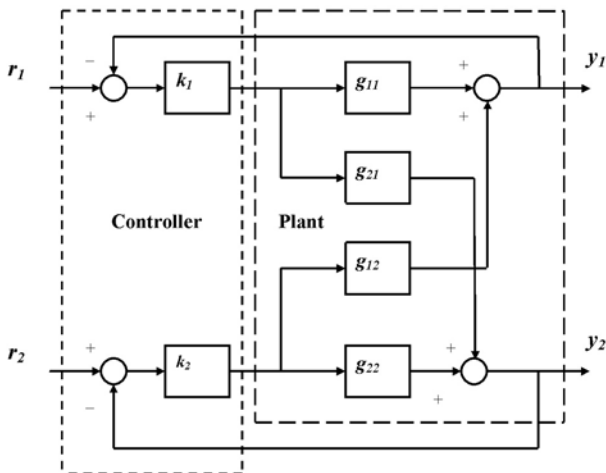 −
r₁
+
k₁
g₁₁
+
+
y₁
g₂₁
Controller
Plant
g₁₂
r₂
+
−
k₂
g₂₂
+
+
y₂